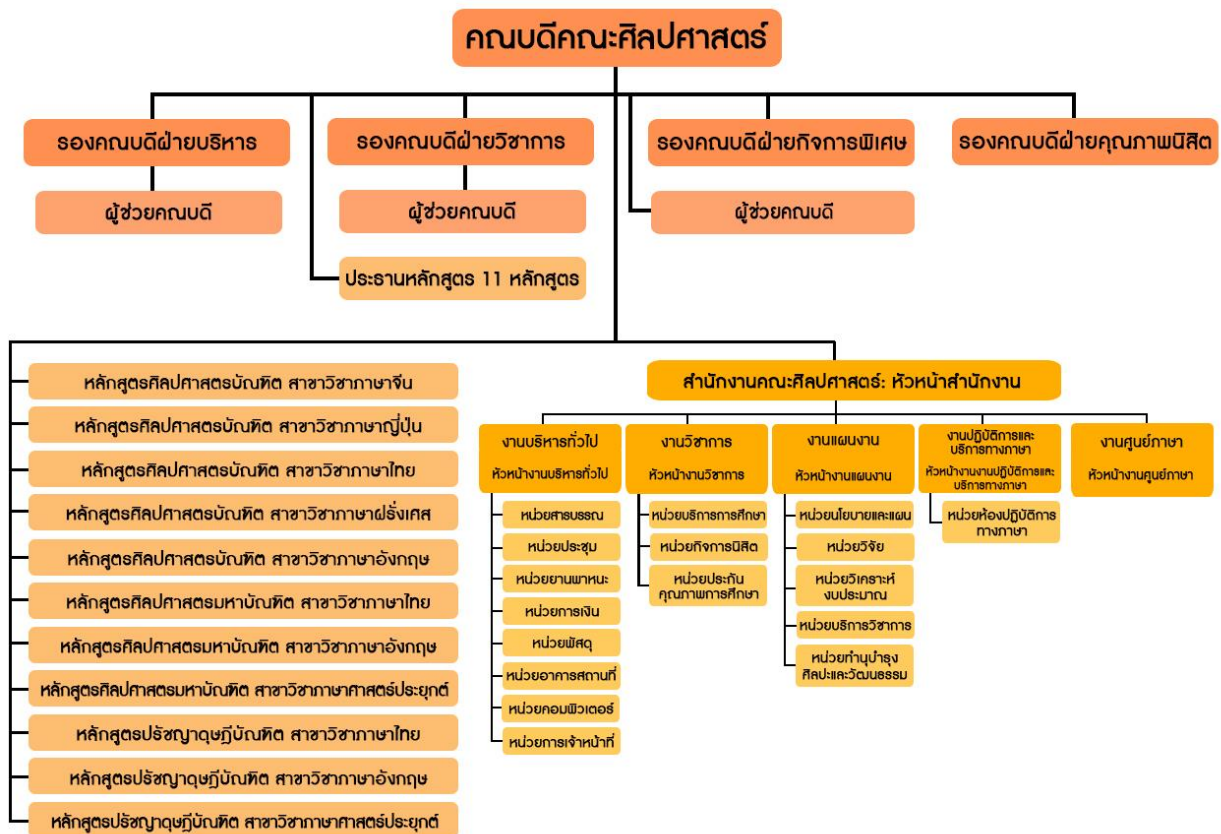 คณบดีคณะศิลปศาสตร์
รองคณบดีฝ่ายบริหาร
รองคณบดีฝ่ายวิชาการ
รองคณบดีฝ่ายกิจการพิเศษ
รองคณบดีฝ่ายคุณภาพนิสิต
ผู้ช่วยคณบดี
ผู้ช่วยคณบดี
ผู้ช่วยคณบดี
ประธานหลักสูตร 11 หลักสูตร
หลักสูตรศิลปศาสตรบัณฑิต สาขาวิชาภาษาจีน
หลักสูตรศิลปศาสตรบัณฑิต สาขาวิชาภาษาญี่ปุ่น
หลักสูตรศิลปศาสตรบัณฑิต สาขาวิชาภาษาไทย
หลักสูตรศิลปศาสตรบัณฑิต สาขาวิชาภาษาฝรั่งเศส
หลักสูตรศิลปศาสตรบัณฑิต สาขาวิชาภาษาอังกฤษ
หลักสูตรศิลปศาสตรมหาบัณฑิต สาขาวิชาภาษาไทย
หลักสูตรศิลปศาสตรมหาบัณฑิต สาขาวิชาภาษาอังกฤษ
หลักสูตรศิลปศาสตรมหาบัณฑิต สาขาวิชาภาษาศาสตร์ประยุกต์
หลักสูตรปรัชญาดุษฎีบัณฑิต สาขาวิชาภาษาไทย
หลักสูตรปรัชญาดุษฎีบัณฑิต สาขาวิชาภาษาอังกฤษ
หลักสูตรปรัชญาดุษฎีบัณฑิต สาขาวิชาภาษาศาสตร์ประยุกต์
สำนักงานคณะศิลปศาสตร์: หัวหน้าสำนักงาน
งานบริหารทั่วไป
หัวหน้างานบริหารทั่วไป
หน่วยสารบรรณ
หน่วยประชุม
หน่วยยานพาหนะ
หน่วยการเงิน
หน่วยพัสดุ
หน่วยอาคารสถานที่
หน่วยคอมพิวเตอร์
หน่วยการเจ้าหน้าที่
งานวิชาการ
หัวหน้างานวิชาการ
หน่วยบริการการศึกษา
หน่วยกิจการนิสิต
หน่วยประกัน
คุณภาพการศึกษา
งานแผนงาน
หัวหน้างานแผนงาน
หน่วยนโยบายและแผน
หน่วยวิจัย
หน่วยวิเคราะห์
งบประมาณ
หน่วยบริการวิชาการ
หน่วยทำนุบำรุง
ศิลปะและวัฒนธรรม
งานปฏิบัติการและ
บริการทางภาษา
หัวหน้างานงานปฏิบัติการและ
บริการทางภาษา
หน่วยห้องปฏิบัติการ
ทางภาษา
งานศูนย์ภาษา
หัวหน้างานศูนย์ภาษา